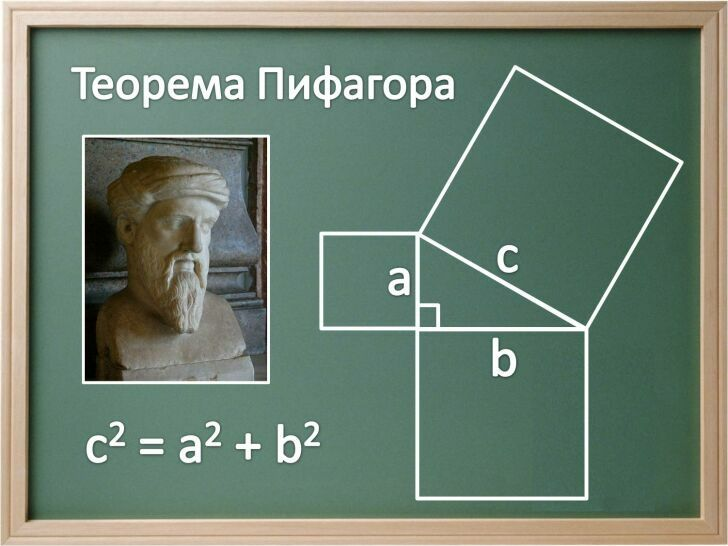 Теорема Пифагора
c
a
b
c² = a² + b²